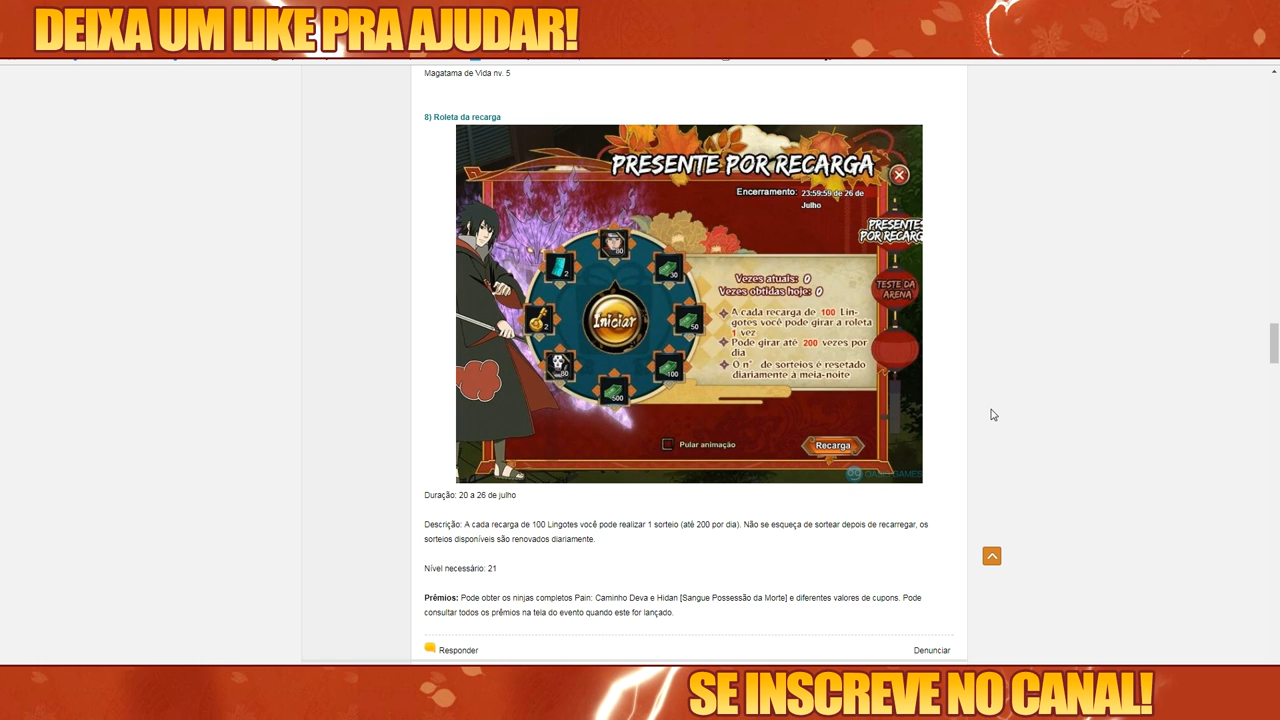 DEIXA UM LIKE PRA AJUDAR!
Magatama de Vida nv. 5
8) Roleta da recarga
PRESENTE POR RECARGA
Encerramento: 23:59:59 de 26 de
Julho
PRESENTES
POR RECARG
80
2
30
Vezes atuais: 0
Vezes obtidas hoje: 0
TESTE DA
ARENA
2
Iniciar
50
A cada recarga de 100 Lin-
gotes você pode girar a roleta
1 vez
Pode girar até 200 vezes por
dia
O n° de sorteios é resetado
diariamente à meia-noite
80
100
500
Pular animação
Recarga
OASIS GAMES
Duração: 20 a 26 de julho
Descrição: A cada recarga de 100 Lingotes você pode realizar 1 sorteio (até 200 por dia). Não se esqueça de sortear depois de recarregar, os
sorteios disponíveis são renovados diariamente.
Nível necessário: 21
Prêmios: Pode obter os ninjas completos Pain: Caminho Deva e Hidan [Sangue Possessão da Morte] e diferentes valores de cupons. Pode
consultar todos os prêmios na tela do evento quando este for lançado.
Responder
Denunciar
SE INSCREVE NO CANAL!